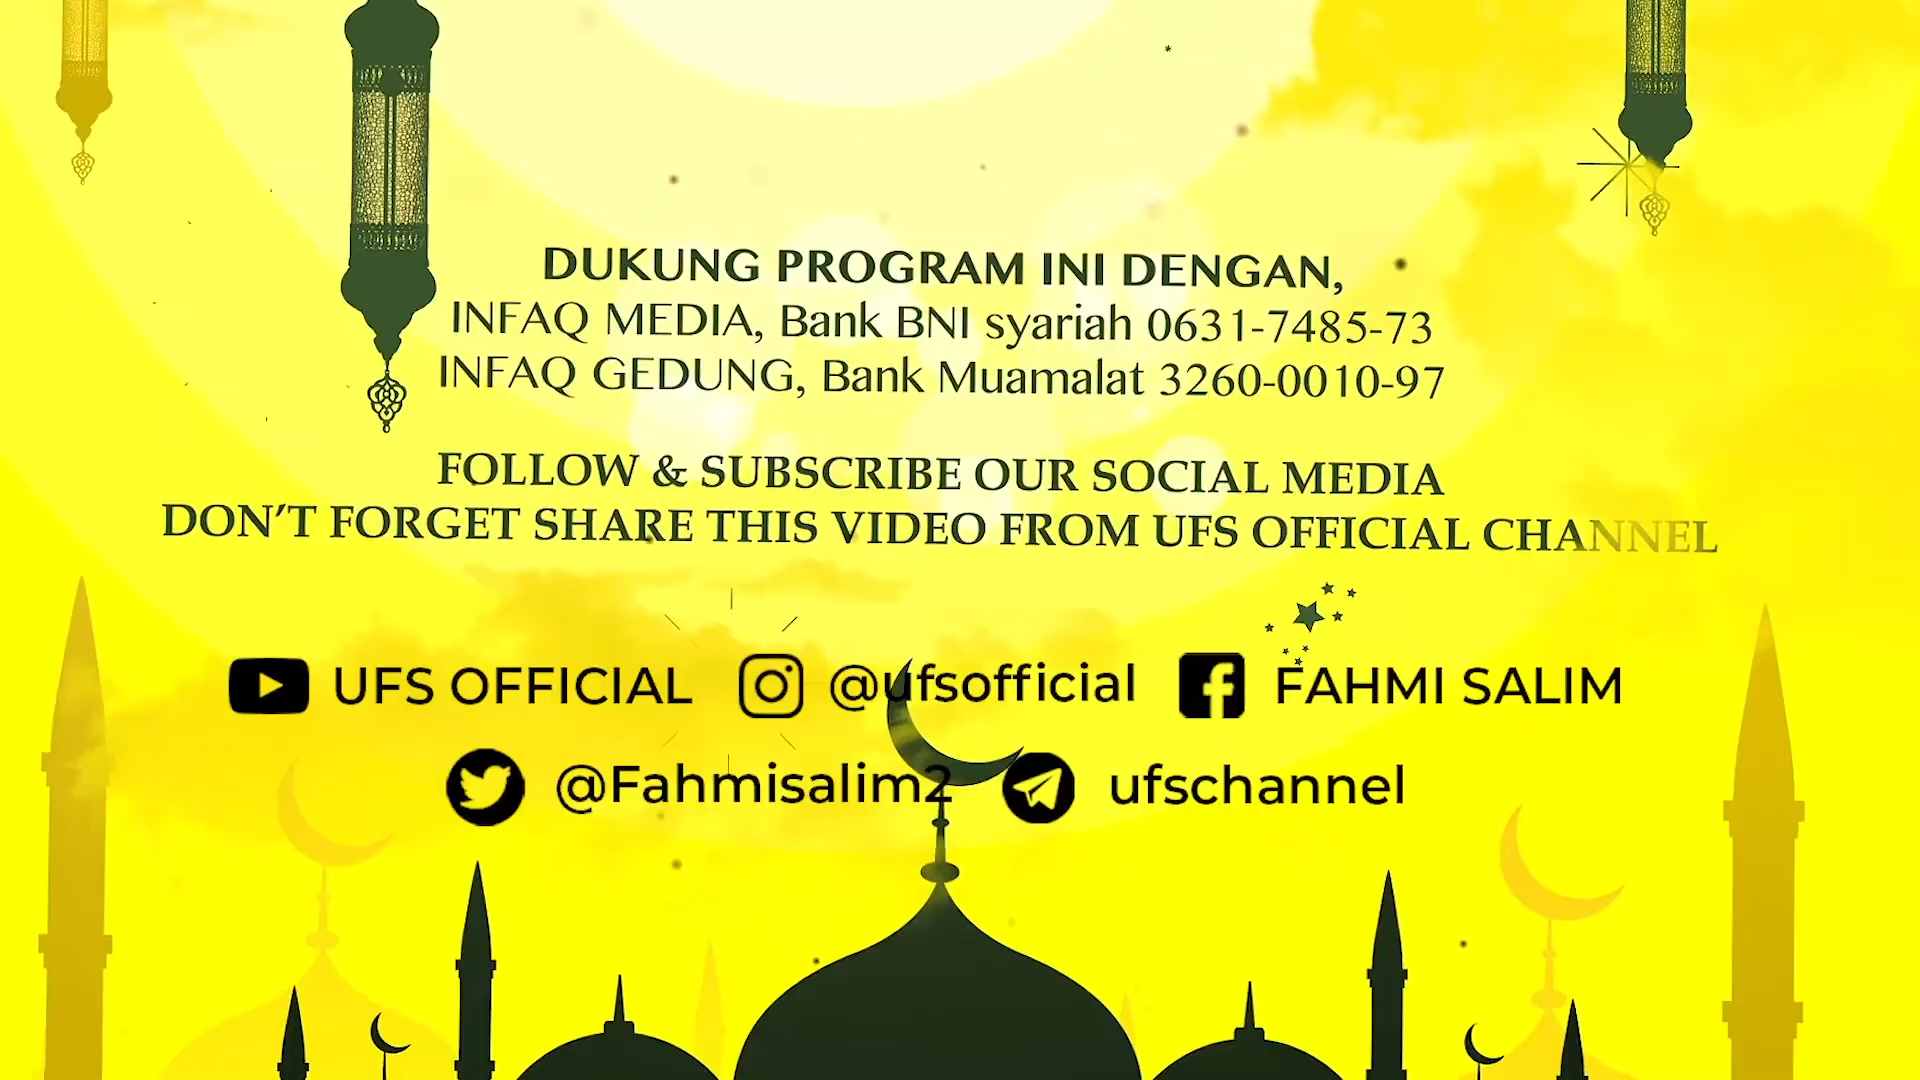 DUKUNG PROGRAM INI DENGAN,
INFAQ MEDIA, Bank BNI syariah 0631-7485-73
INFAQ GEDUNG, Bank Muamalat 3260-0010-97
FOLLOW & SUBSCRIBE OUR SOCIAL MEDIA
DON'T FORGET SHARE THIS VIDEO FROM UFS OFFICIAL CHANNEL
UFS OFFICIAL @ufsofficial FAHMI SALIM
@Fahmisalim2 ufschannel